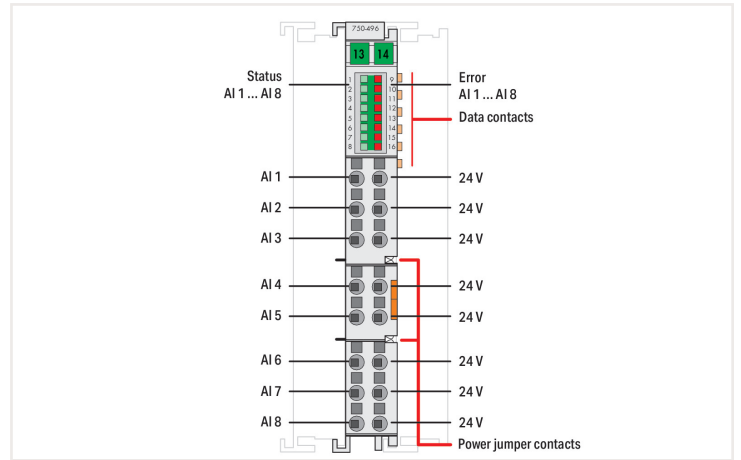 750-496
13 14
Status
AI 1 ... AI 8
Error
AI 1 ... AI 8
Data contacts
1 9
2 10
3 11
4 12
5 13
6 14
7 15
8 16
AI 1 24 V
AI 2 24 V
AI 3 24 V
AI 4 24 V
AI 5 24 V
AI 6 24 V
AI 7 24 V
AI 8 24 V
Power jumper contacts